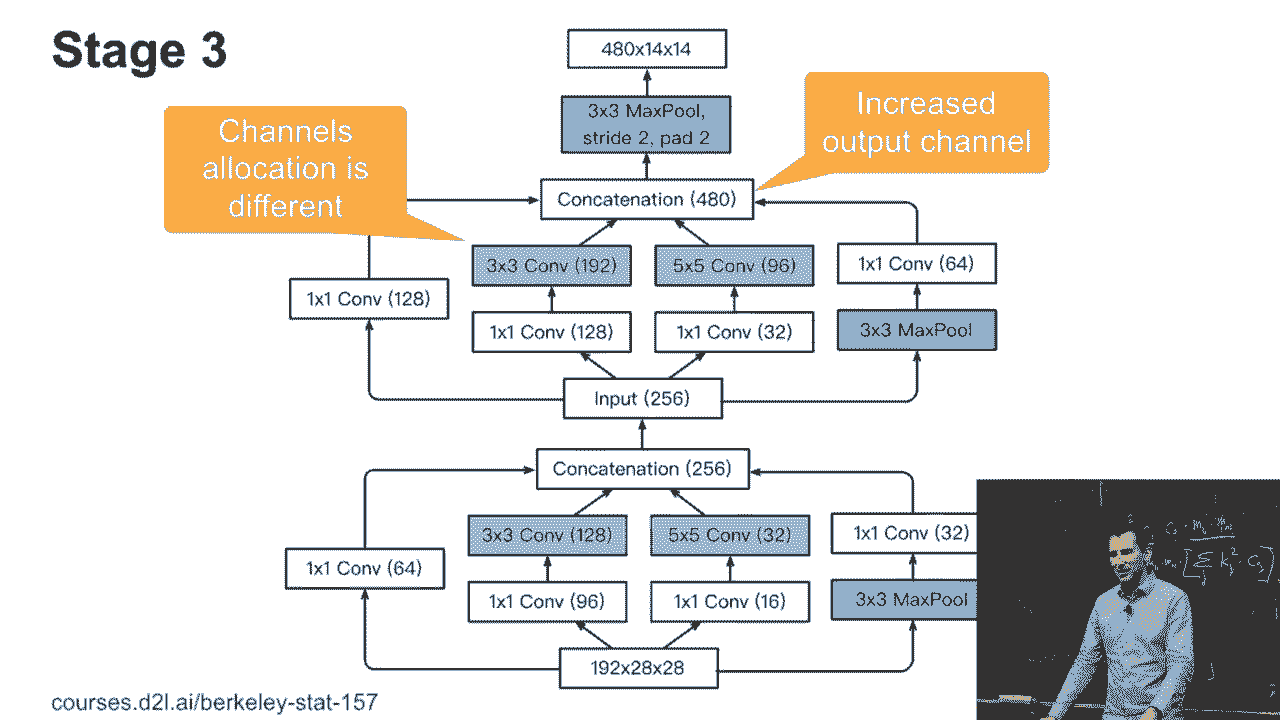 Stage 3
480x14x14
3x3 MaxPool,
stride 2, pad 2
Channels
allocation is
different
Increased
output channel
Concatenation (480)
3x3 Conv (192)
5x5 Conv (96)
1x1 Conv (64)
1x1 Conv (128)
1x1 Conv (128)
1x1 Conv (32)
3x3 MaxPool
Input (256)
Concatenation (256)
3x3 Conv (128)
5x5 Conv (32)
1x1 Conv (32)
1x1 Conv (64)
1x1 Conv (96)
1x1 Conv (16)
3x3 MaxPool
192x28x28
courses.d2l.ai/berkeley-stat-157